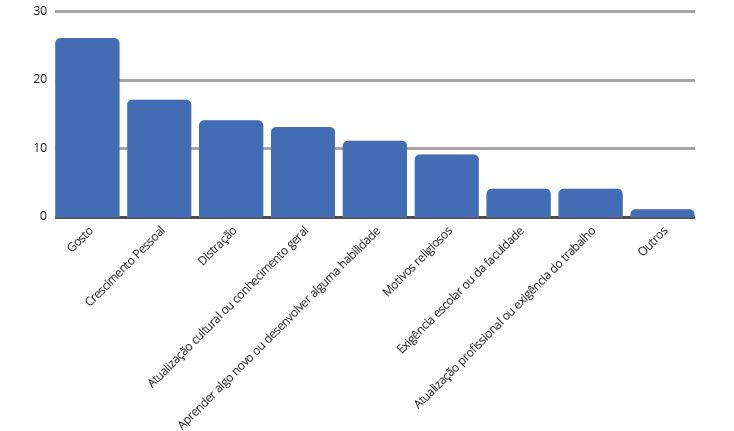 30
20
10
0
Gosto
Crescimento Pessoal
Distração
Atualização cultural ou conhecimento geral
Aprender algo novo ou desenvolver alguma habilidade
Motivos religiosos
Exigência escolar ou da faculdade
Atualização profissional ou exigência do trabalho
Outros